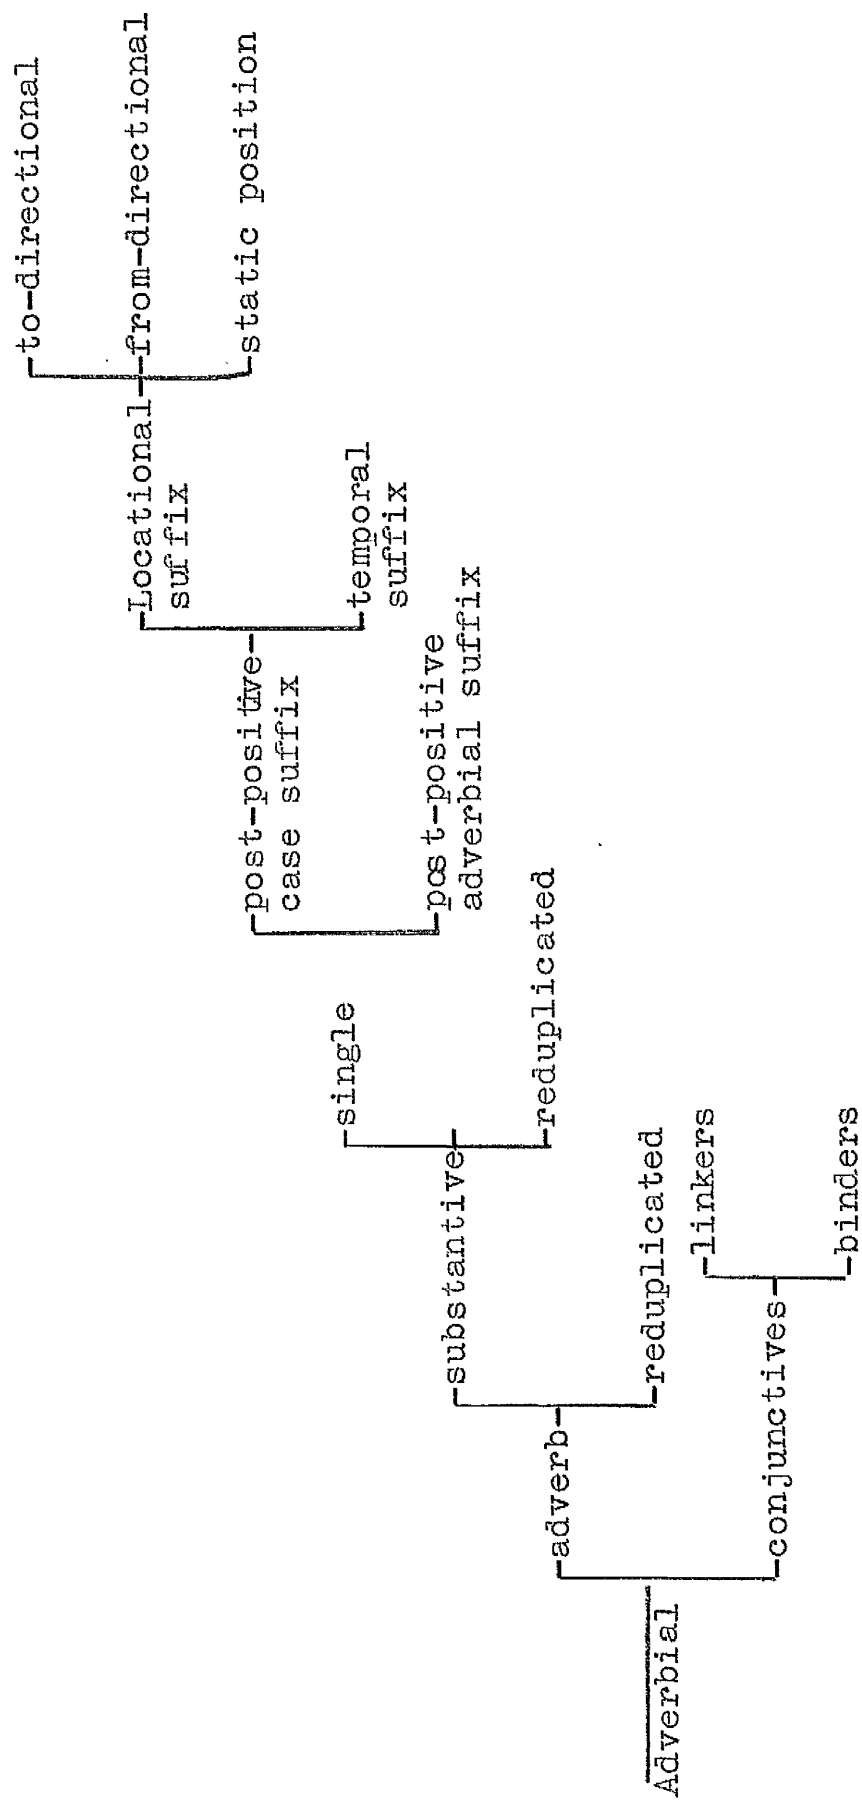 to-directional
Locational
suffix
from-directional
static position
post-positive
case suffix
temporal
suffix
post-positive
adverbial suffix
single
substantive
reduplicated
adverb
reduplicated
linkers
Adverbial
conjunctives
binders